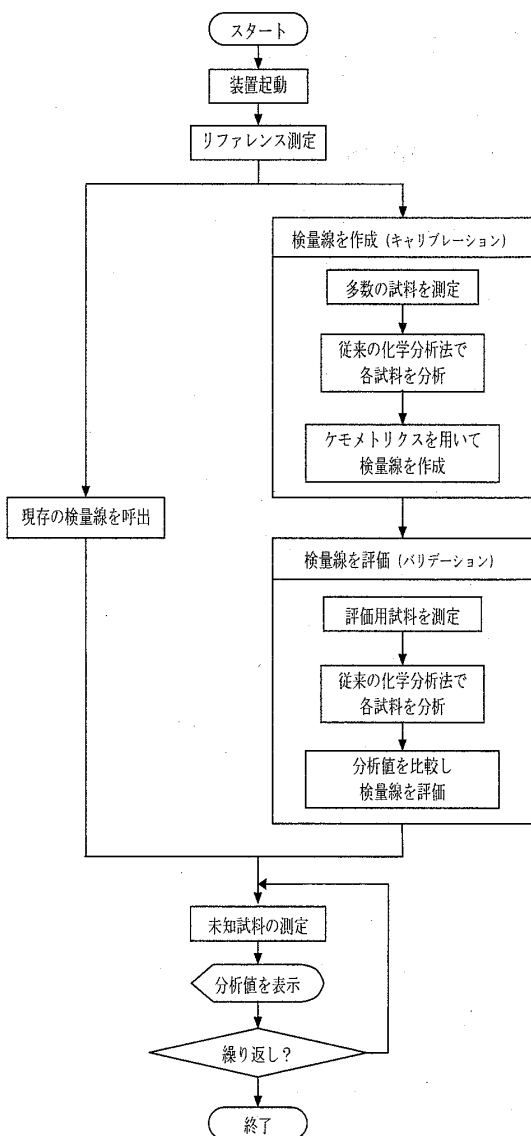 スタート
装置起動
リファレンス測定
検量線を作成 (キャリブレーション)
多数の試料を測定
従来の化学分析法で
各試料を分析
ケモメトリクスを用いて
検量線を作成
現存の検量線を呼出
検量線を評価 (バリデーション)
評価用試料を測定
従来の化学分析法で
各試料を分析
分析値を比較し
検量線を評価
未知試料の測定
分析値を表示
繰り返し?
終了